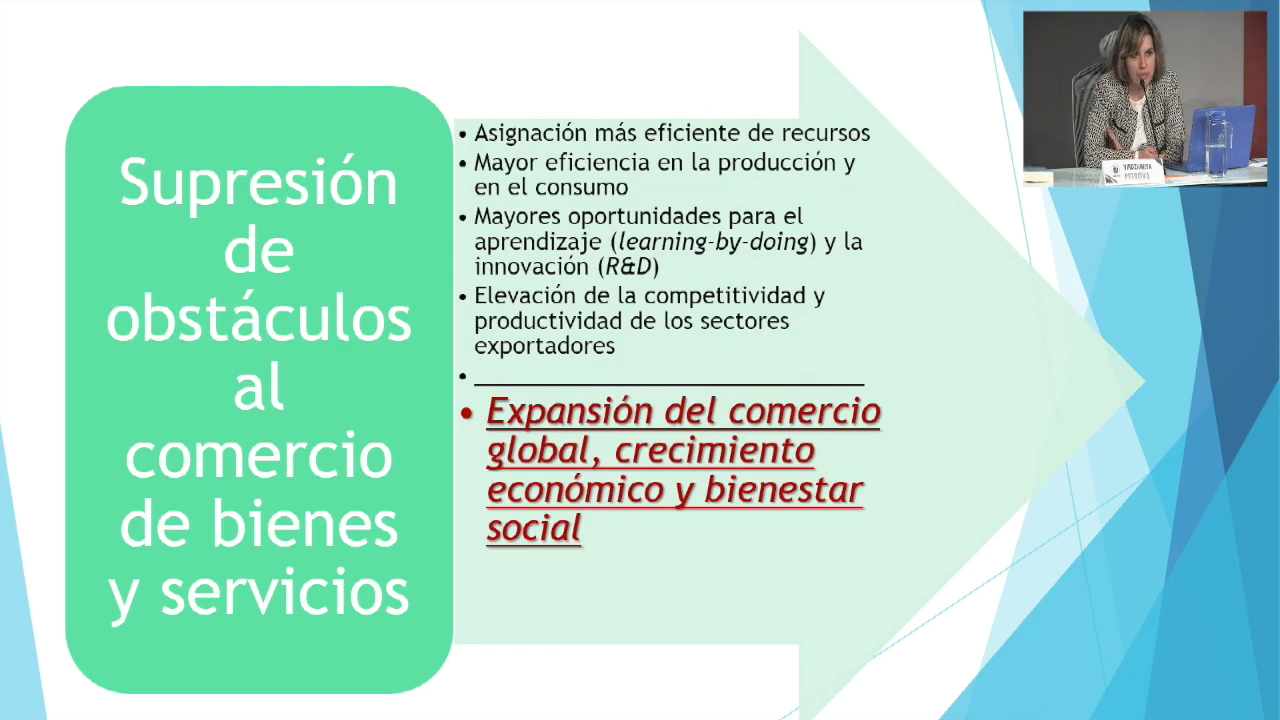 Supresión
de
obstáculos
al
comercio
de bienes
y servicios
• Asignación más eficiente de recursos
• Mayor eficiencia en la producción y
en el consumo
• Mayores oportunidades para el
aprendizaje (learning-by-doing) y la
innovación (R&D)
• Elevación de la competitividad y
productividad de los sectores
exportadores
• ______________________________
• Expansión del comercio
global, crecimiento
económico y bienestar
social
PETROVA